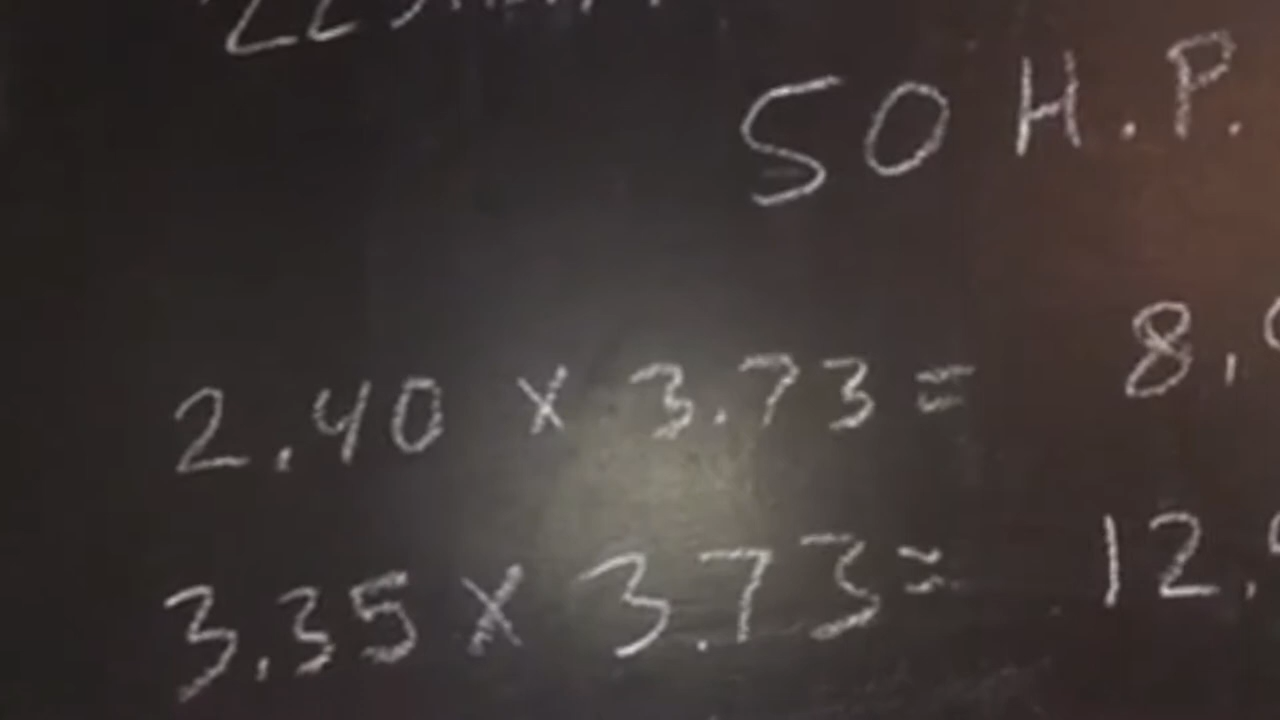 50 H.P.
2.40 x 3.73 = 8.
3.35 x 3.73 = 12.